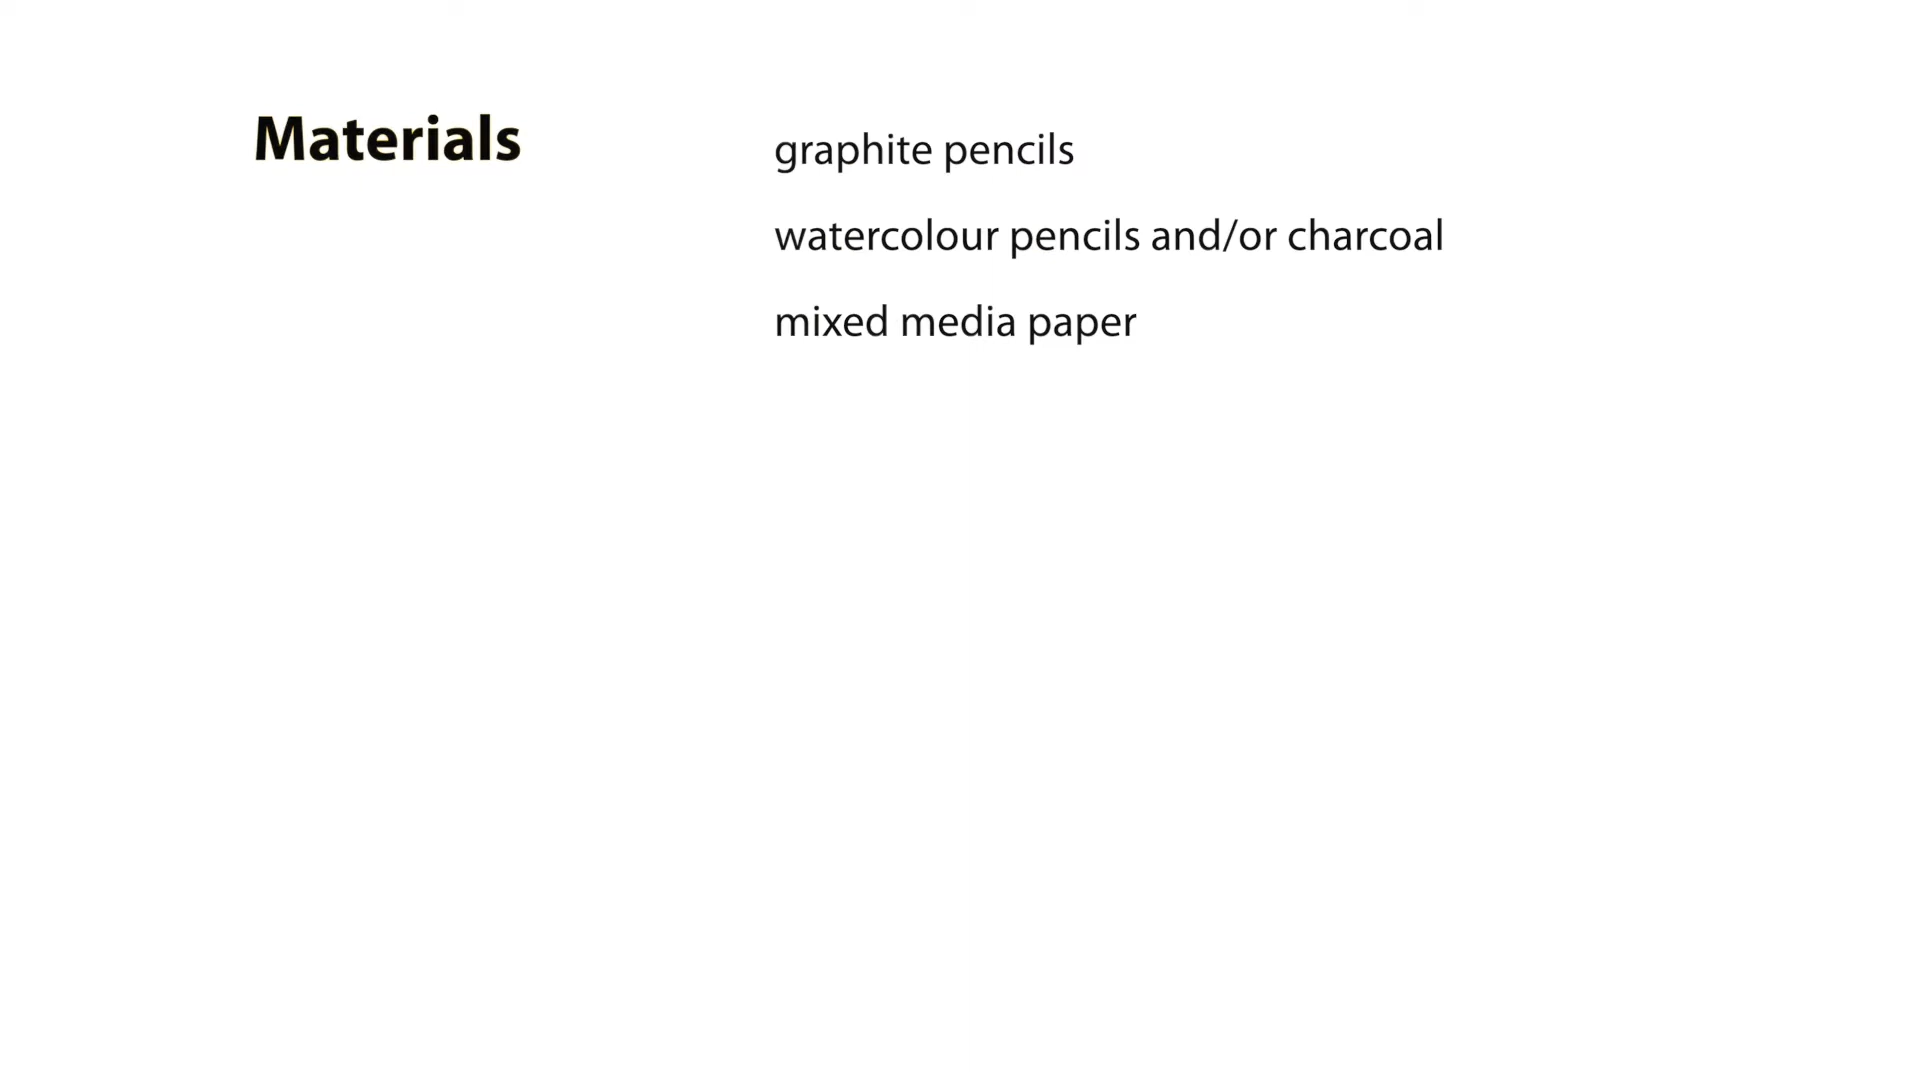 Materials
graphite pencils
watercolour pencils and/or charcoal
mixed media paper